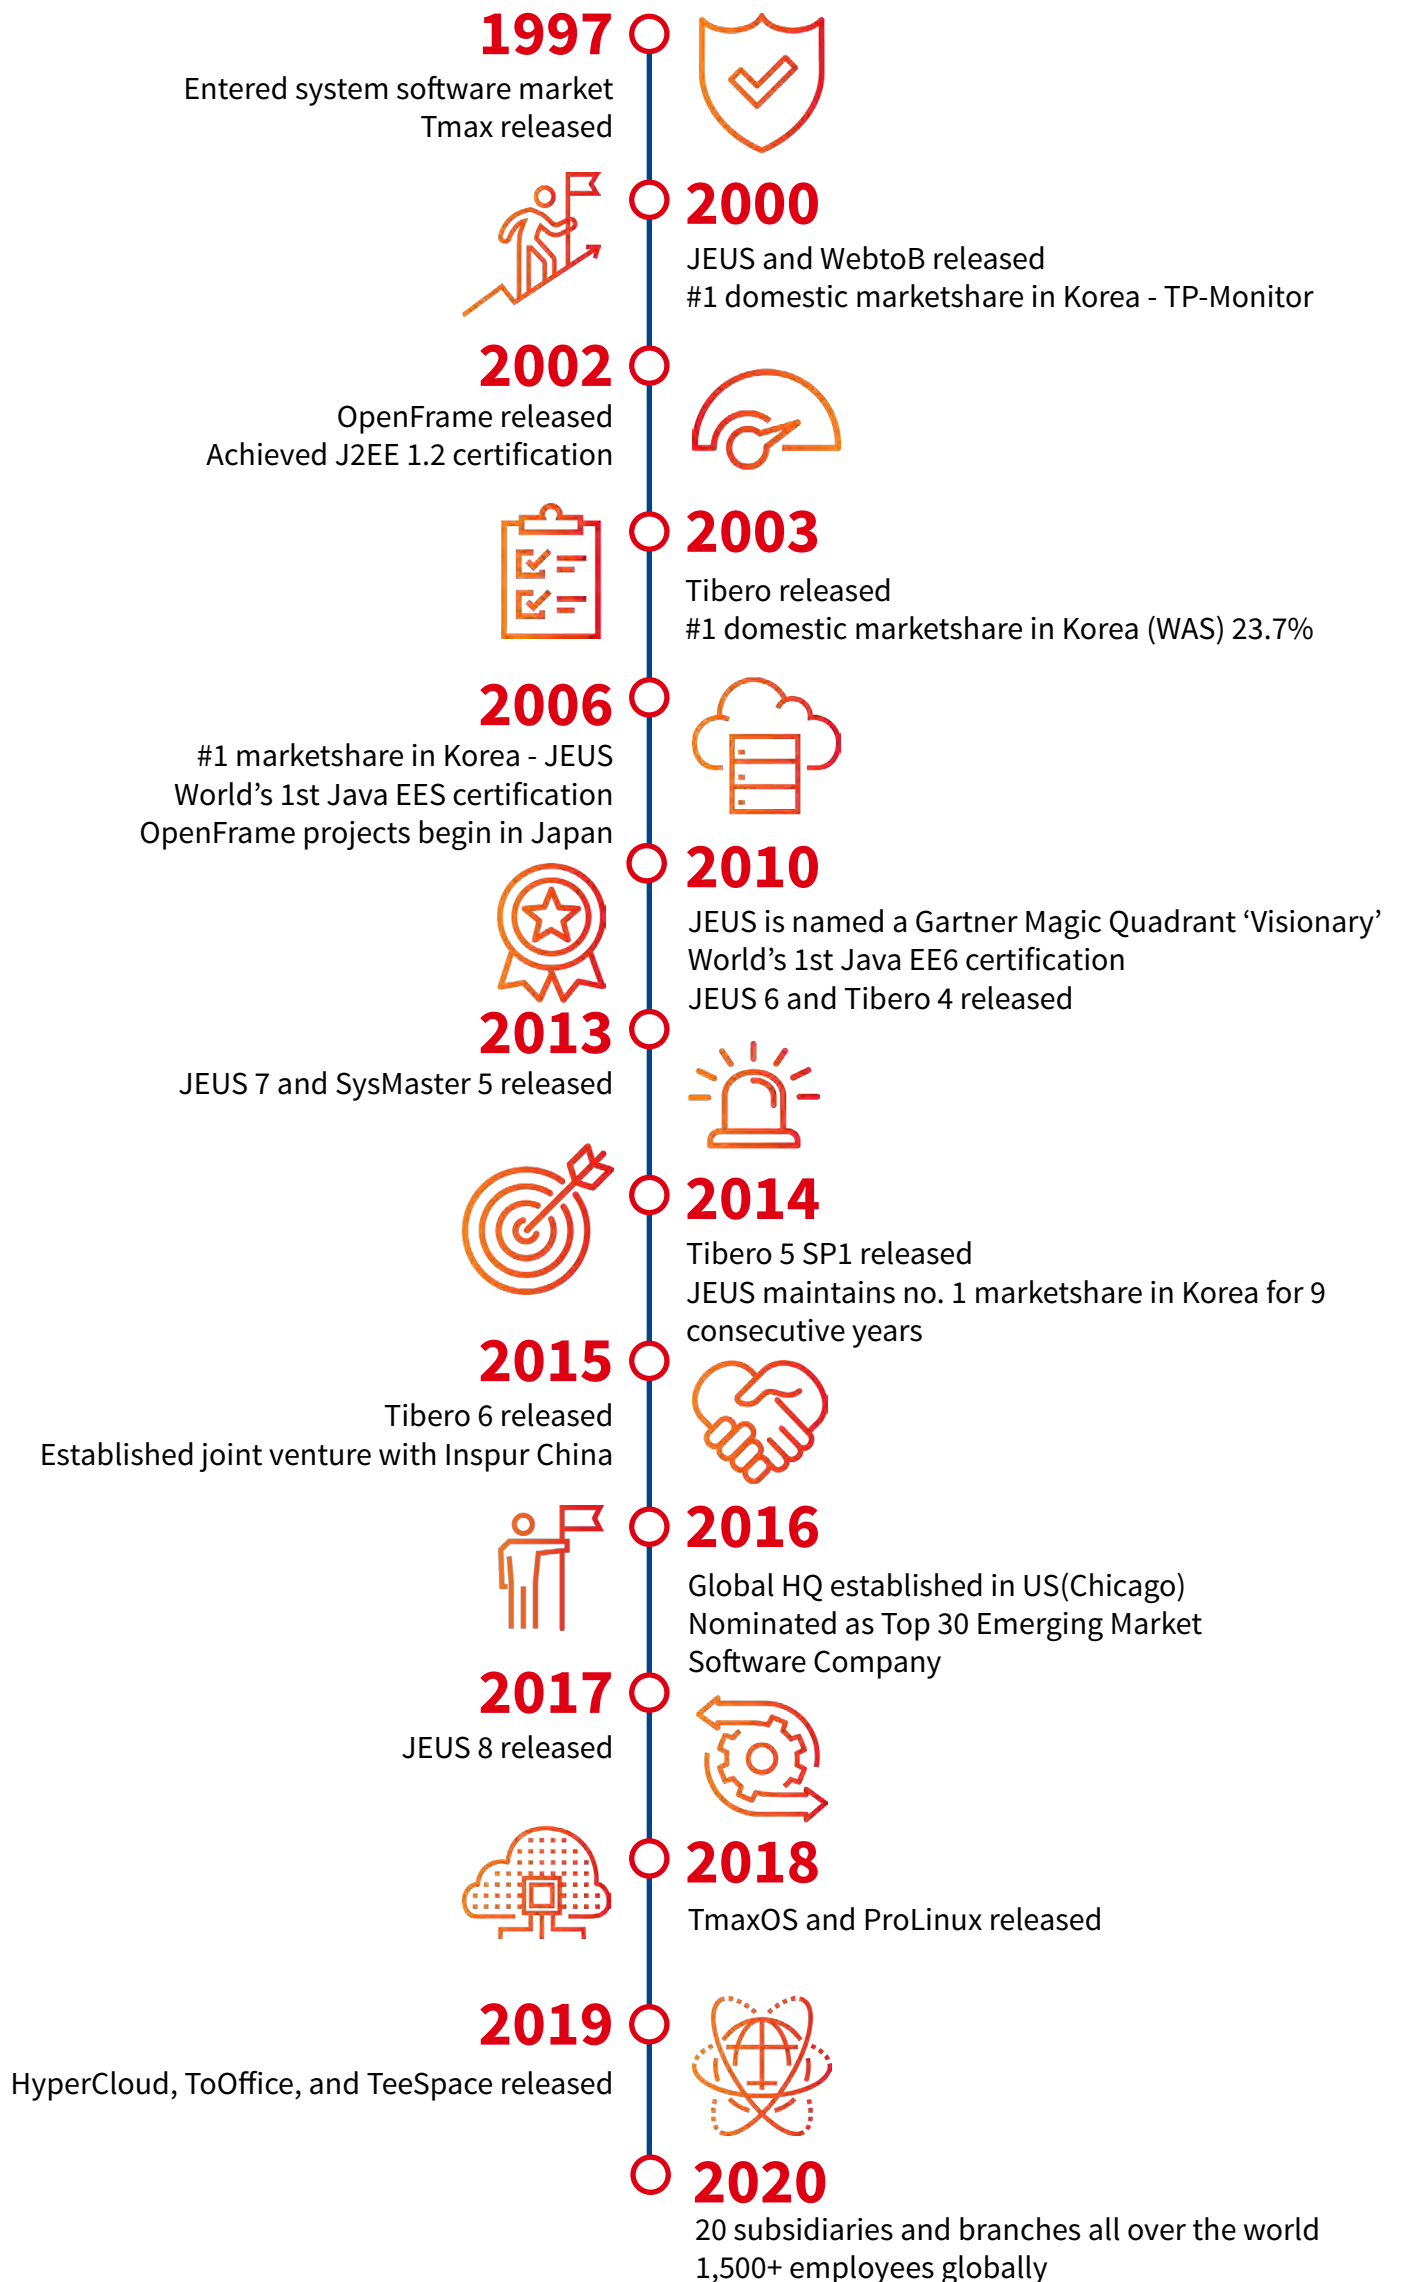 1997
Entered system software market
Tmax released
2000
JEUS and WebtoB released
#1 domestic marketshare in Korea - TP-Monitor
2002
OpenFrame released
Achieved J2EE 1.2 certification
2003
Tibero released
#1 domestic marketshare in Korea (WAS) 23.7%
2006
#1 marketshare in Korea - JEUS
World’s 1st Java EES certification
OpenFrame projects begin in Japan
2010
JEUS is named a Gartner Magic Quadrant ‘Visionary’
World’s 1st Java EE6 certification
JEUS 6 and Tibero 4 released
2013
JEUS 7 and SysMaster 5 released
2014
Tibero 5 SP1 released
JEUS maintains no. 1 marketshare in Korea for 9
consecutive years
2015
Tibero 6 released
Established joint venture with Inspur China
2016
Global HQ established in US(Chicago)
Nominated as Top 30 Emerging Market
Software Company
2017
JEUS 8 released
2018
TmaxOS and ProLinux released
2019
HyperCloud, ToOffice, and TeeSpace released
2020
20 subsidiaries and branches all over the world
1,500+ employees globally